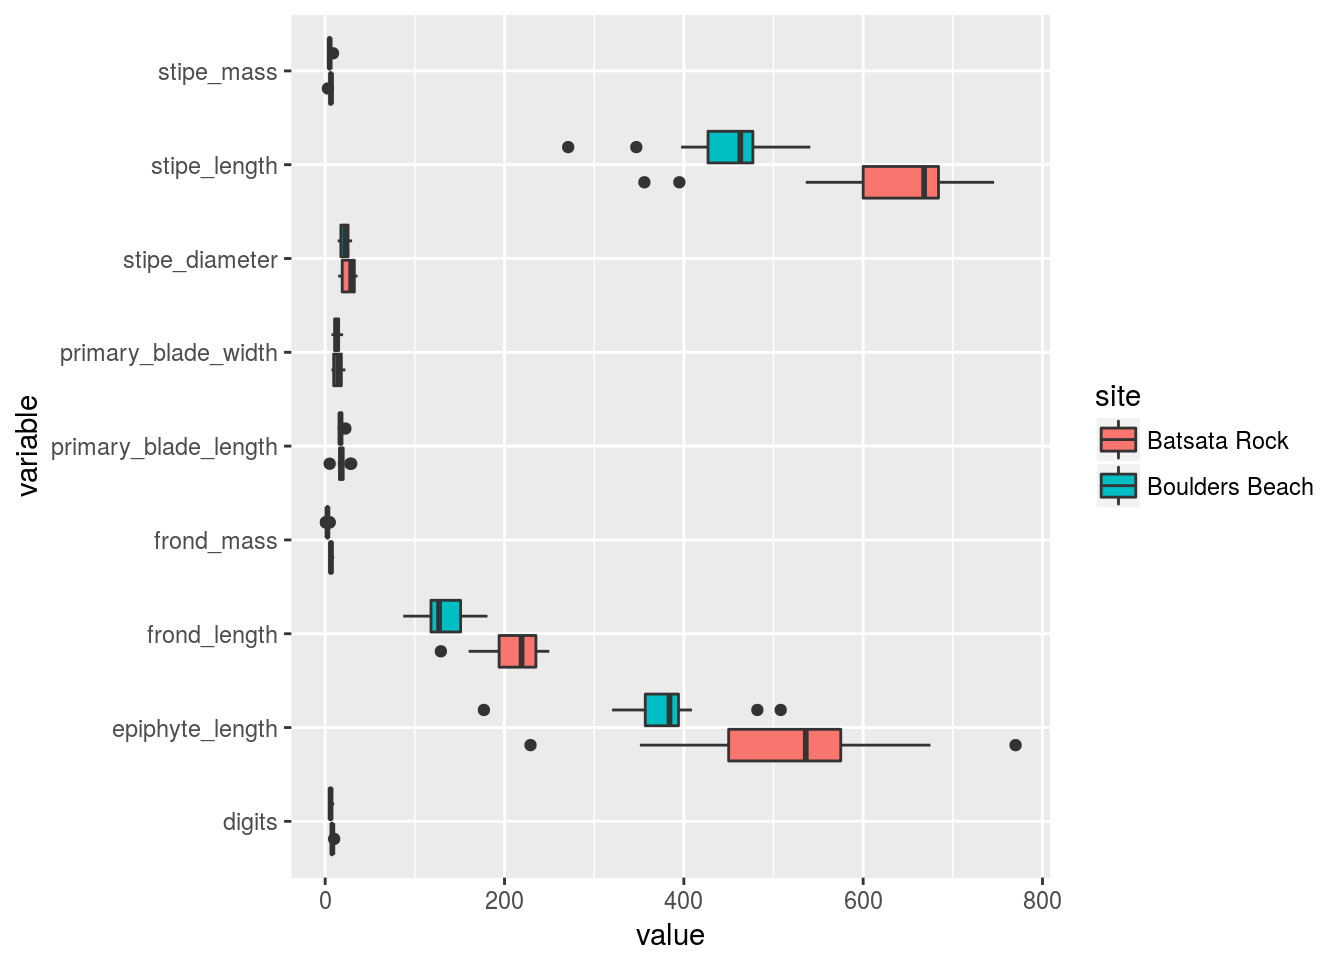 stipe_mass
stipe_length
stipe_diameter
primary_blade_width
primary_blade_length
frond_mass
frond_length
epiphyte_length
digits
variable
0 200 400 600 800
value
site
Batsata Rock
Boulders Beach